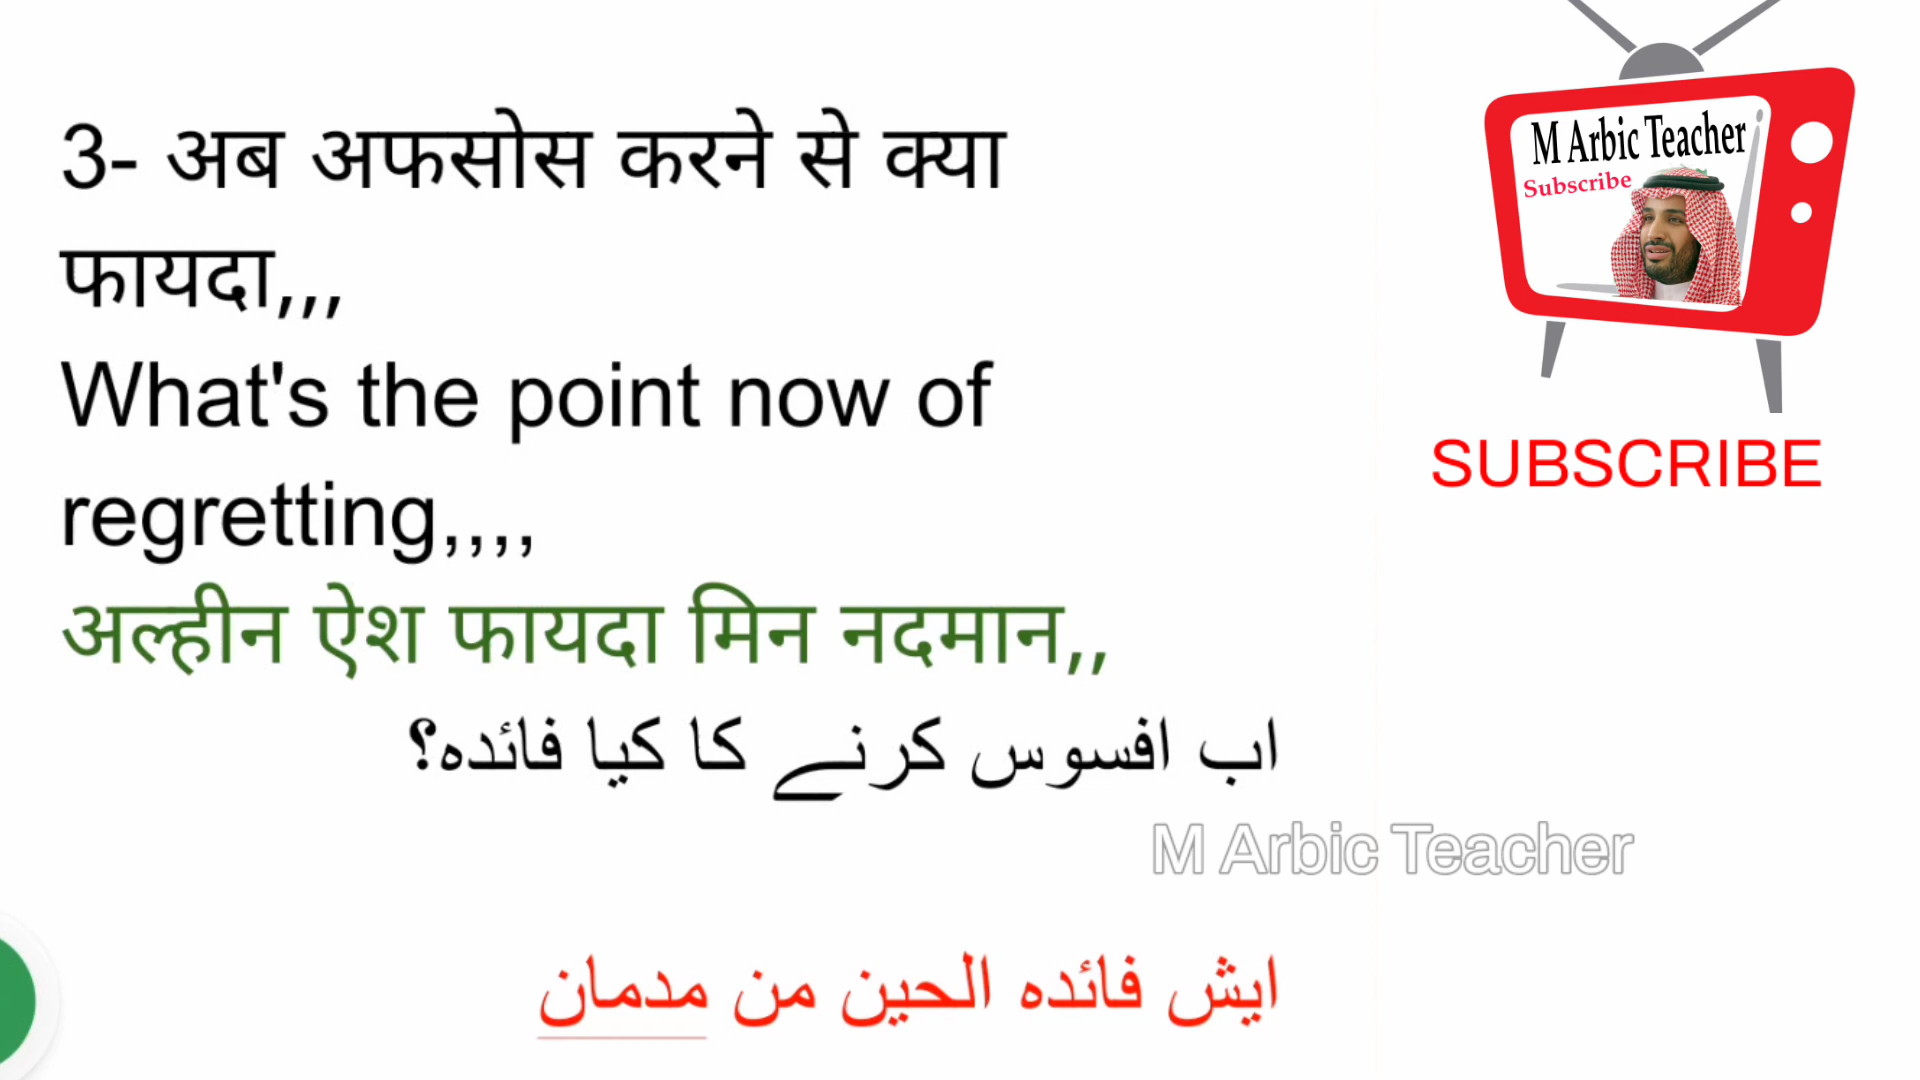 3- अब अफसोस करने से क्या
फायदा,,,
What's the point now of
regretting,,,,
अल्हीन ऐश फायदा मिन नदमान,,
اب افسوس کرنے کا کیا فائدہ؟
ايش فائده الحين من مدمان
M Arbic Teacher
Subscribe
SUBSCRIBE
M Arbic Teacher